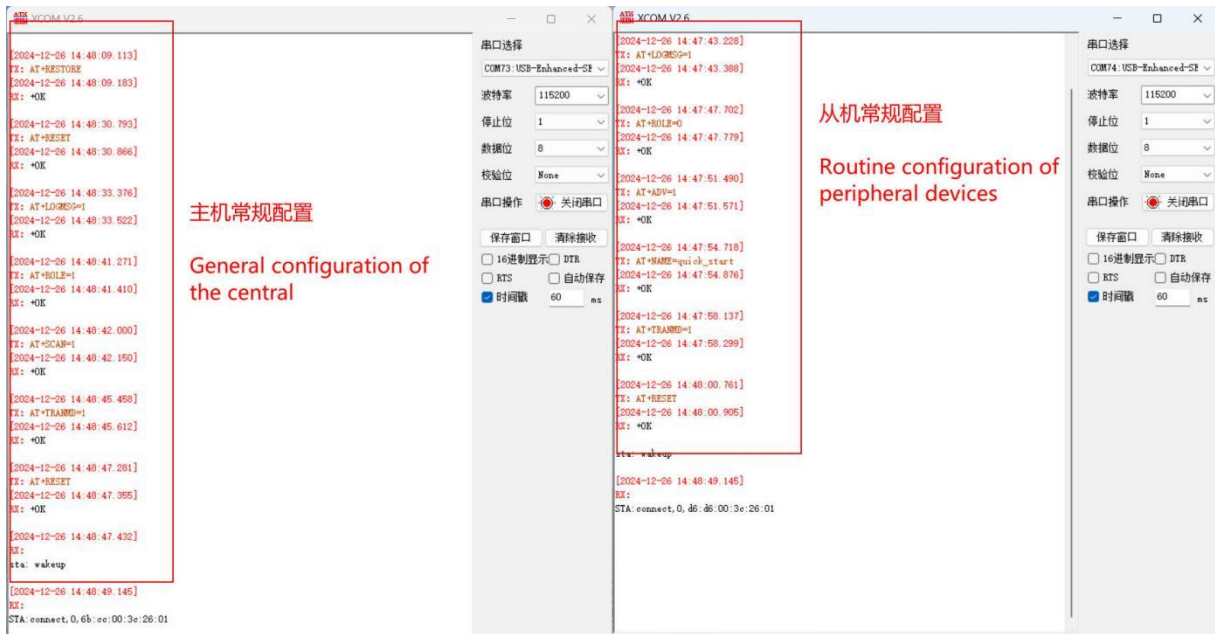 XCOM V2.6
[2024-12-26 14:48:09.113]
TX: AT+RESTORE
[2024-12-26 14:48:09.183]
RX: +OK
[2024-12-26 14:48:30.793]
TX: AT+RESET
[2024-12-26 14:48:30.866]
RX: +OK
[2024-12-26 14:48:33.376]
TX: AT+LOGMSG=1
[2024-12-26 14:48:33.522]
RX: +OK
[2024-12-26 14:48:41.271]
TX: AT+ROLE=1
[2024-12-26 14:48:41.410]
RX: +OK
[2024-12-26 14:48:42.000]
TX: AT+SCAN=1
[2024-12-26 14:48:42.150]
RX: +OK
[2024-12-26 14:48:45.458]
TX: AT+TRANMD=1
[2024-12-26 14:48:45.612]
RX: +OK
[2024-12-26 14:48:47.281]
TX: AT+RESET
[2024-12-26 14:48:47.355]
RX: +OK
[2024-12-26 14:48:47.432]
RX:
sta: wakeup
[2024-12-26 14:48:49.145]
RX:
STA:connect,0,6b:cc:00:3c:26:01
主机常规配置
General configuration of
the central
串口选择
COM73:USB-Enhanced-SE
波特率 115200
停止位 1
数据位 8
校验位 None
串口操作 关闭串口
保存窗口 清除接收
16进制显示 DTR
RTS 自动保存
时间戳 60 ms
XCOM V2.6
[2024-12-26 14:47:43.228]
TX: AT+LOGMSG=1
[2024-12-26 14:47:43.388]
RX: +OK
[2024-12-26 14:47:47.702]
TX: AT+ROLE=0
[2024-12-26 14:47:47.779]
RX: +OK
[2024-12-26 14:47:51.490]
TX: AT+ADV=1
[2024-12-26 14:47:51.571]
RX: +OK
[2024-12-26 14:47:54.718]
TX: AT+NAME=quick_start
[2024-12-26 14:47:54.876]
RX: +OK
[2024-12-26 14:47:58.137]
TX: AT+TRANMD=1
[2024-12-26 14:47:58.299]
RX: +OK
[2024-12-26 14:48:00.761]
TX: AT+RESET
[2024-12-26 14:48:00.905]
RX: +OK
sta: wakeup
[2024-12-26 14:48:49.145]
RX:
STA:connect,0,d6:d6:00:3c:26:01
从机常规配置
Routine configuration of
peripheral devices
串口选择
COM74:USB-Enhanced-SE
波特率 115200
停止位 1
数据位 8
校验位 None
串口操作 关闭串口
保存窗口 清除接收
16进制显示 DTR
RTS 自动保存
时间戳 60 ms